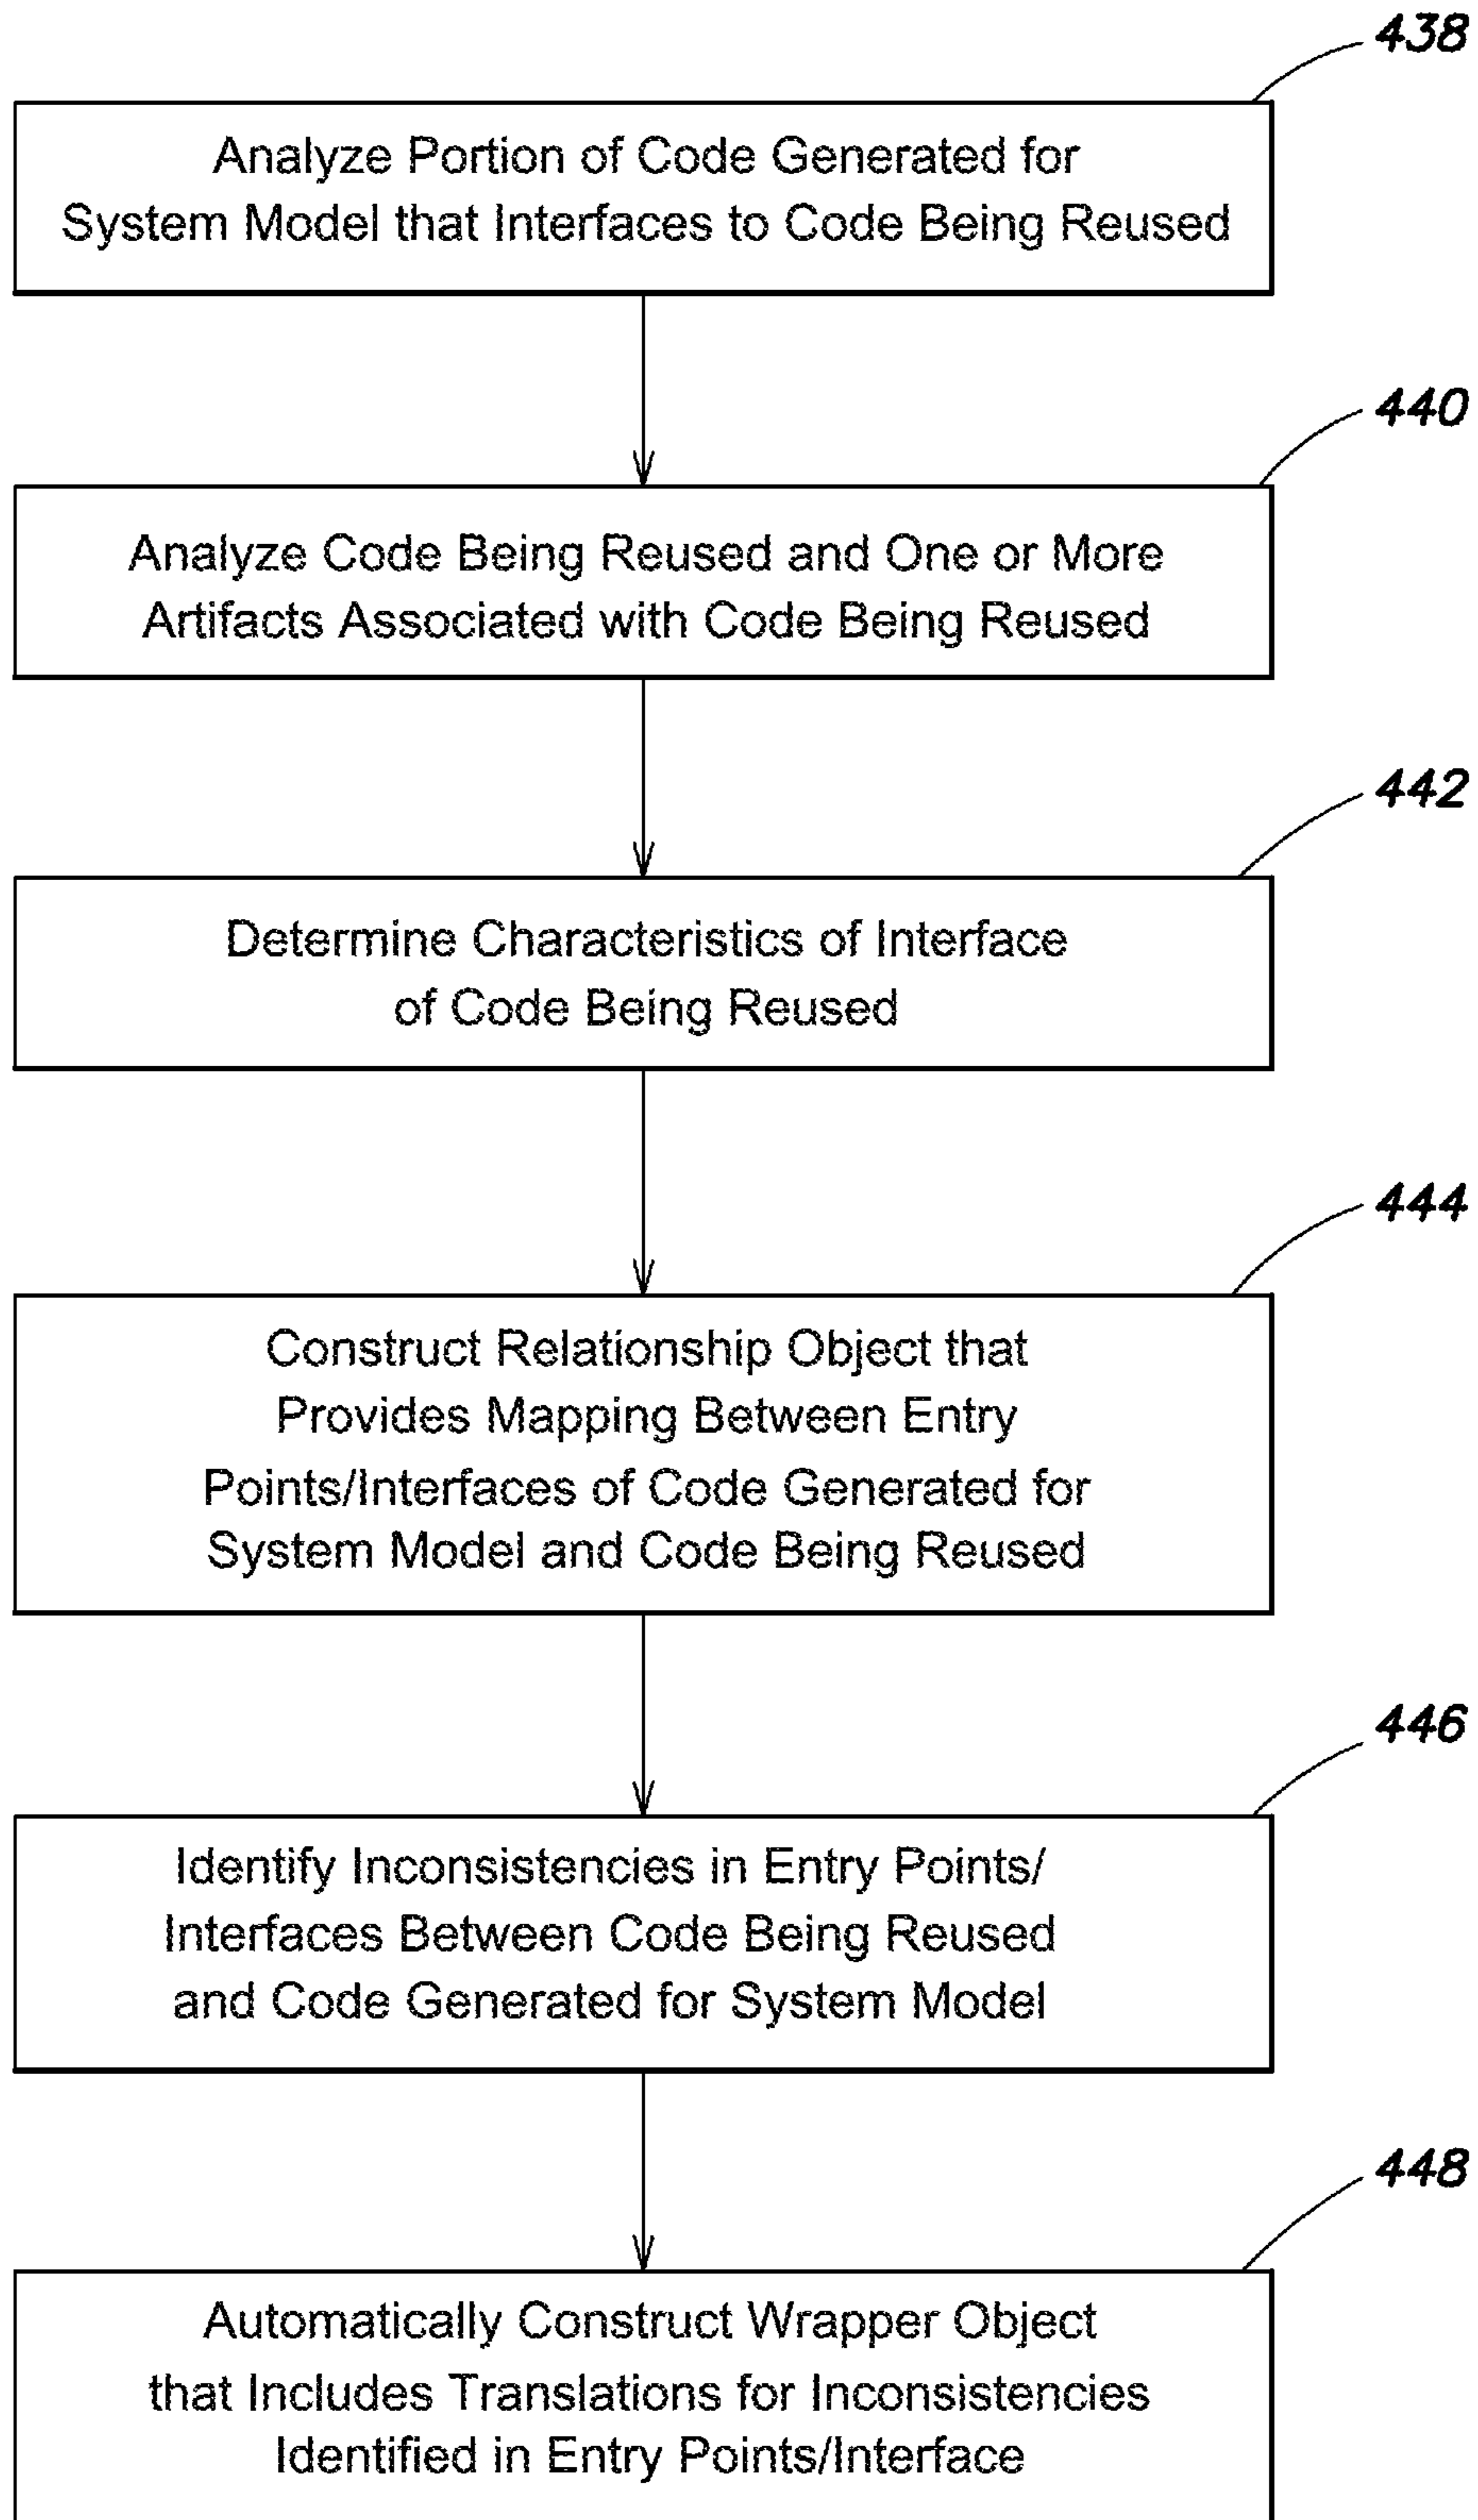 438
Analyze Portion of Code Generated for
System Model that Interfaces to Code Being Reused
440
Analyze Code Being Reused and One or More
Artifacts Associated with Code Being Reused
442
Determine Characteristics of Interface
of Code Being Reused
444
Construct Relationship Object that
Provides Mapping Between Entry
Points/Interfaces of Code Generated for
System Model and Code Being Reused
446
Identify Inconsistencies in Entry Points/
Interfaces Between Code Being Reused
and Code Generated for System Model
448
Automatically Construct Wrapper Object
that Includes Translations for Inconsistencies
Identified in Entry Points/Interface